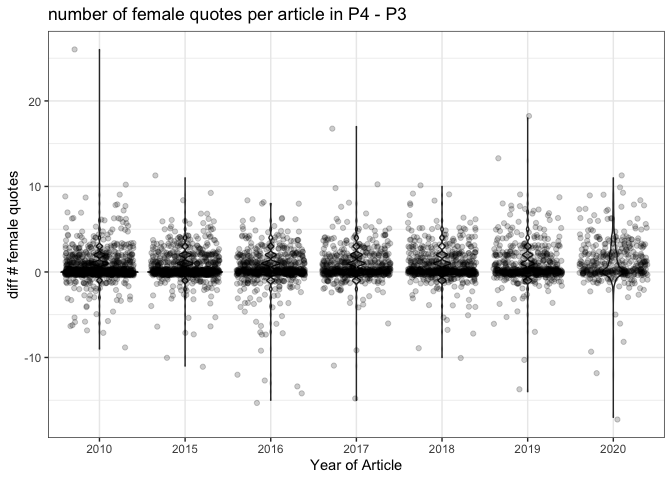 number of female quotes per article in P4 - P3
diff # female quotes
20
10
0
-10
2010 2015 2016 2017 2018 2019 2020
Year of Article